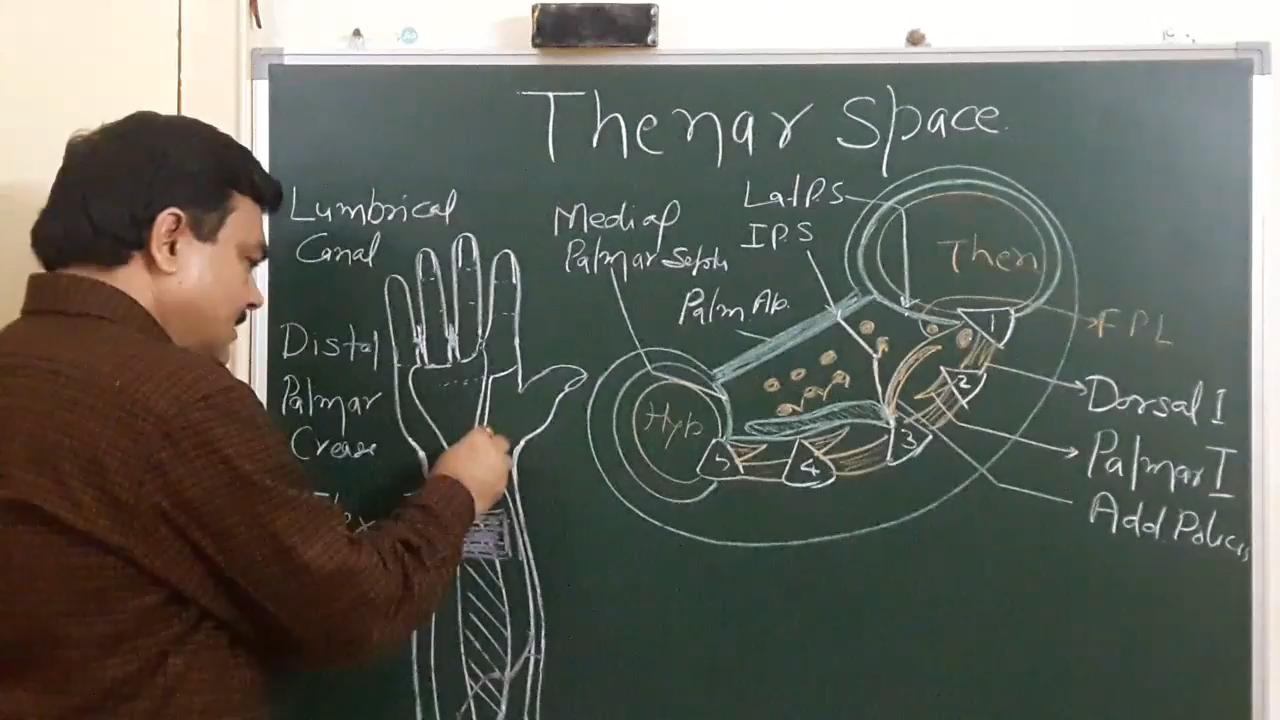 Thenar Space
Lumbrical
Canal
Distal
Palmar
Crease
Medial
Palmar Septu
Lat.P.S
I.P.S
Palm Ap.
Then
Hyp
1
2
3
4
5
FPL
Dorsal I
Palmar I
Add.Policis